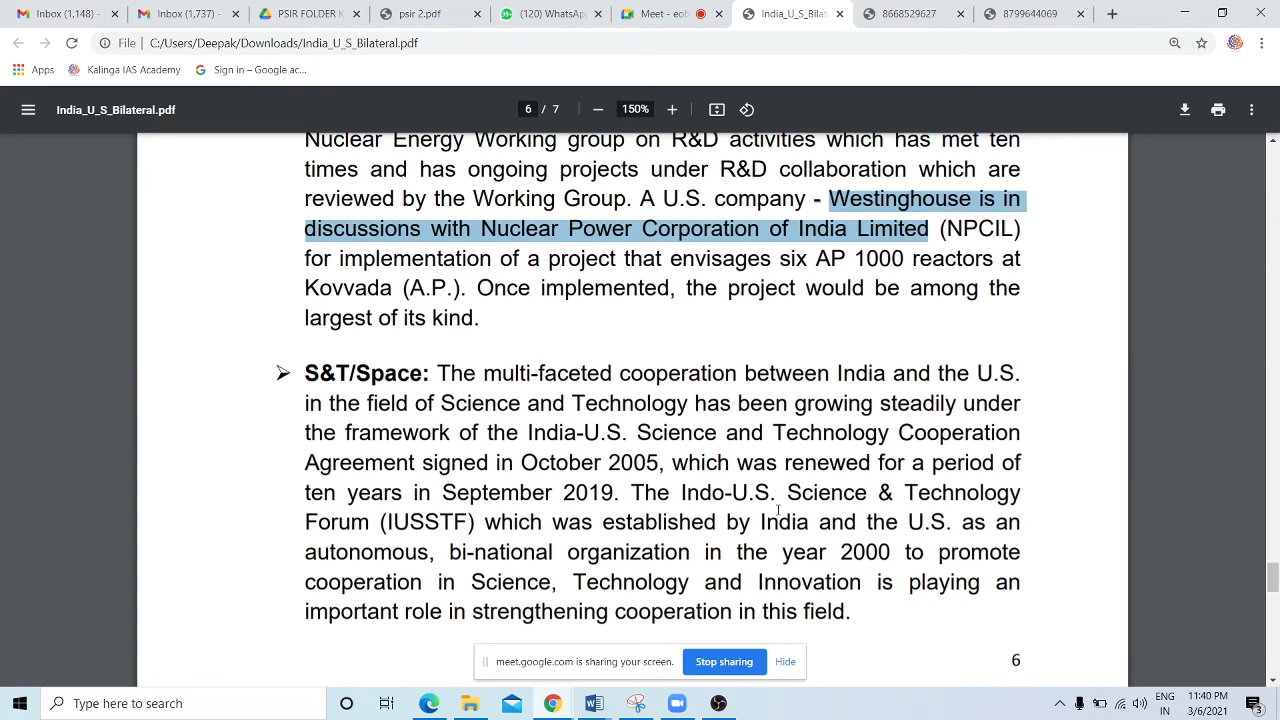 Inbox (148) -
Inbox (1,737) -
PSIR FOLDER K
psir 2.pdf
(120) WhatsApp
Meet - eob
India_U_S_Bilat
8668529627
8799644069
File | C:/Users/Deepak/Downloads/India_U_S_Bilateral.pdf
Apps
Kalinga IAS Academy
Sign in – Google ac...
India_U_S_Bilateral.pdf
6 / 7
150%
Nuclear Energy Working group on R&D activities which has met ten
times and has ongoing projects under R&D collaboration which are
reviewed by the Working Group. A U.S. company - Westinghouse is in
discussions with Nuclear Power Corporation of India Limited (NPCIL)
for implementation of a project that envisages six AP 1000 reactors at
Kovvada (A.P.). Once implemented, the project would be among the
largest of its kind.
➢ S&T/Space: The multi-faceted cooperation between India and the U.S.
in the field of Science and Technology has been growing steadily under
the framework of the India-U.S. Science and Technology Cooperation
Agreement signed in October 2005, which was renewed for a period of
ten years in September 2019. The Indo-U.S. Science & Technology
Forum (IUSSTF) which was established by India and the U.S. as an
autonomous, bi-national organization in the year 2000 to promote
cooperation in Science, Technology and Innovation is playing an
important role in strengthening cooperation in this field.
meet.google.com is sharing your screen.
Stop sharing
Hide
6
Type here to search
ENG
IN
11:40 PM
3/6/2021
3